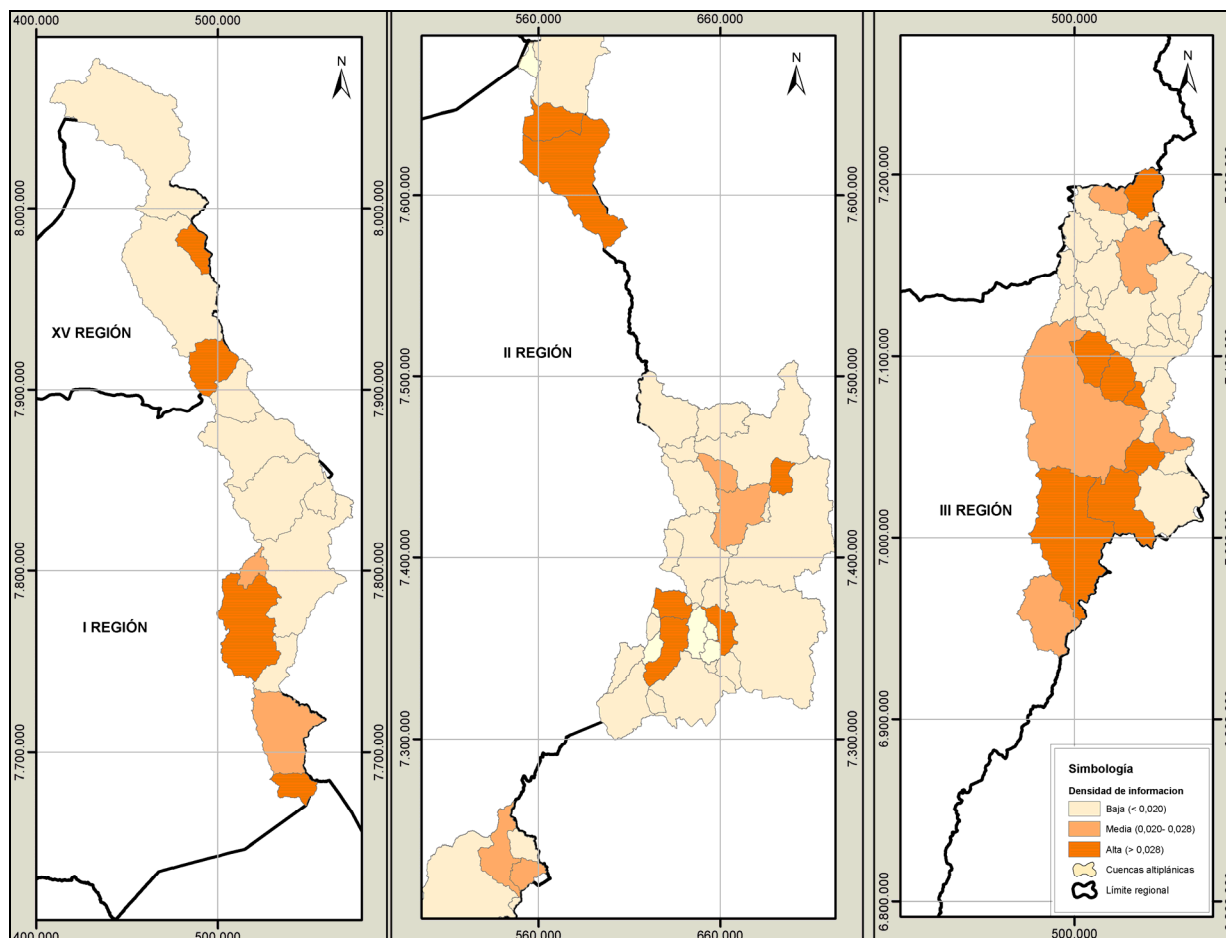 400.000
500.000
560.000
660.000
500.000
N
N
N
8.000.000
8.000.000
7.900.000
7.900.000
7.800.000
7.800.000
7.700.000
7.700.000
XV REGIÓN
I REGIÓN
7.600.000
7.600.000
7.500.000
7.500.000
7.400.000
7.400.000
7.300.000
7.300.000
II REGIÓN
7.200.000
7.100.000
7.000.000
6.900.000
6.800.000
III REGIÓN
Simbología
Densidad de informacion
Baja (< 0,020)
Media (0,020- 0,028)
Alta (> 0,028)
Cuencas altiplánicas
Límite regional
400.000
500.000
560.000
660.000
500.000